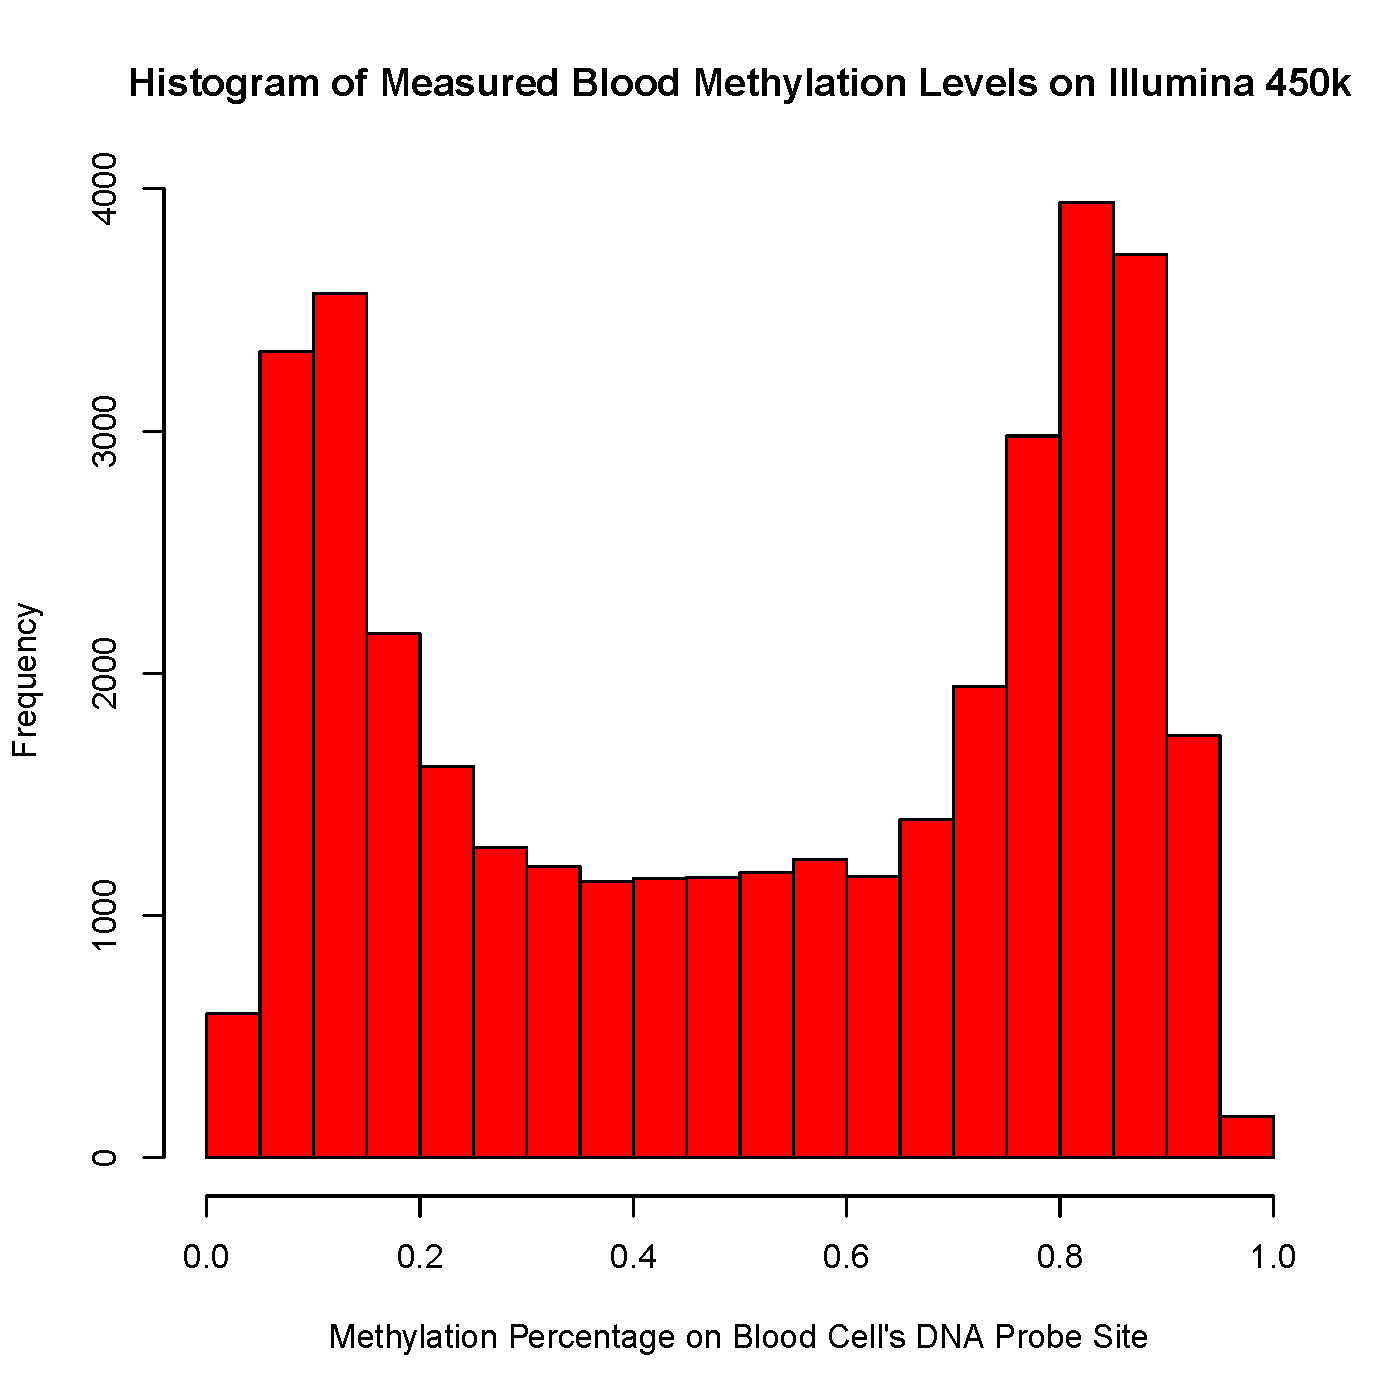 Histogram of Measured Blood Methylation Levels on Illumina 450k
4000
3000
2000
1000
0
Frequency
0.0 0.2 0.4 0.6 0.8 1.0
Methylation Percentage on Blood Cell's DNA Probe Site